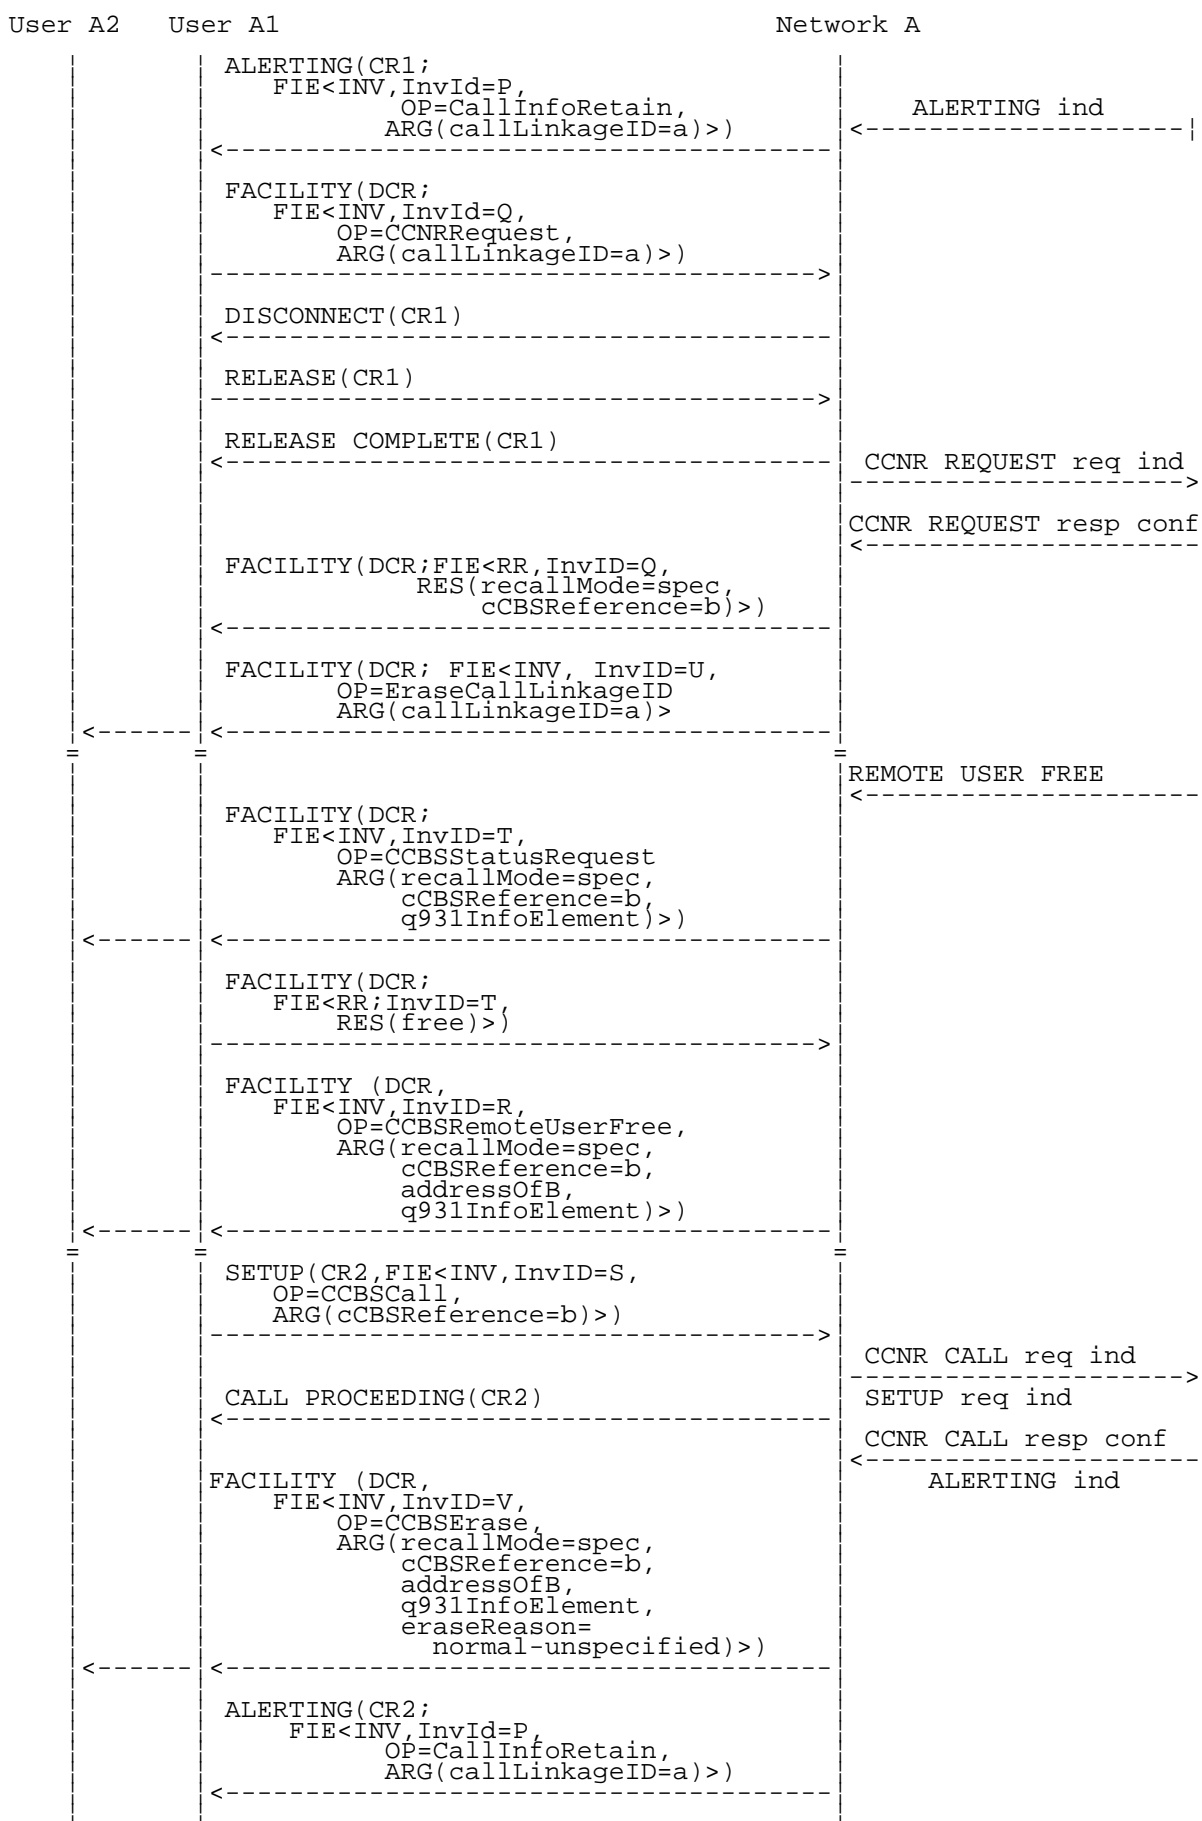 User A2 User A1 Network A
ALERTING(CR1;
FIE<INV,InvId=P,
OP=CallInfoRetain,
ARG(callLinkageID=a)>)
ALERTING ind
FACILITY(DCR;
FIE<INV,InvId=Q,
OP=CCNRRequest,
ARG(callLinkageID=a)>)
DISCONNECT(CR1)
RELEASE(CR1)
RELEASE COMPLETE(CR1)
CCNR REQUEST req ind
CCNR REQUEST resp conf
FACILITY(DCR;FIE<RR,InvID=Q,
RES(recallMode=spec,
cCBSReference=b)>)
FACILITY(DCR; FIE<INV, InvID=U,
OP=EraseCallLinkageID
ARG(callLinkageID=a)>
REMOTE USER FREE
FACILITY(DCR;
FIE<INV,InvID=T,
OP=CCBSStatusRequest
ARG(recallMode=spec,
cCBSReference=b,
q931InfoElement)>)
FACILITY(DCR;
FIE<RR;InvID=T,
RES(free)>)
FACILITY (DCR,
FIE<INV,InvID=R,
OP=CCBSRemoteUserFree,
ARG(recallMode=spec,
cCBSReference=b,
addressOfB,
q931InfoElement)>)
SETUP(CR2,FIE<INV,InvID=S,
OP=CCBSCall,
ARG(cCBSReference=b)>)
CCNR CALL req ind
CALL PROCEEDING(CR2)
SETUP req ind
CCNR CALL resp conf
ALERTING ind
FACILITY (DCR,
FIE<INV,InvID=V,
OP=CCBSErase,
ARG(recallMode=spec,
cCBSReference=b,
addressOfB,
q931InfoElement,
eraseReason=
normal-unspecified)>)
ALERTING(CR2;
FIE<INV,InvId=P,
OP=CallInfoRetain,
ARG(callLinkageID=a)>)